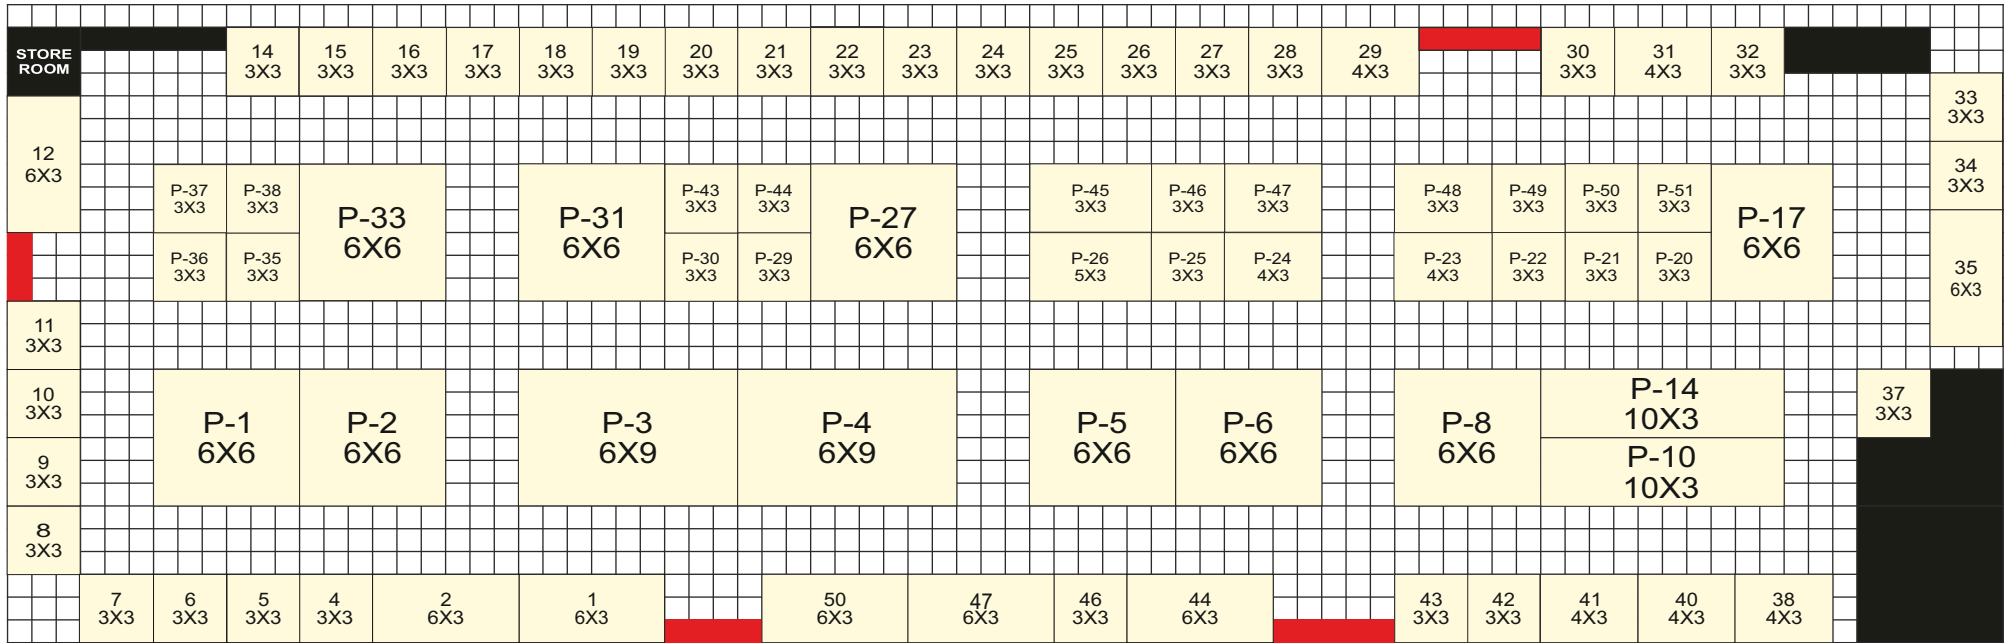 STORE
ROOM
14
3X3
15
3X3
16
3X3
17
3X3
18
3X3
19
3X3
20
3X3
21
3X3
22
3X3
23
3X3
24
3X3
25
3X3
26
3X3
27
3X3
28
3X3
29
4X3
30
3X3
31
4X3
32
3X3
33
3X3
12
6X3
34
3X3
P-37
3X3
P-38
3X3
P-33
6X6
P-31
6X6
P-43
3X3
P-44
3X3
P-27
6X6
P-45
3X3
P-46
3X3
P-47
3X3
P-48
3X3
P-49
3X3
P-50
3X3
P-51
3X3
P-17
6X6
P-36
3X3
P-35
3X3
P-30
3X3
P-29
3X3
P-26
5X3
P-25
3X3
P-24
4X3
P-23
4X3
P-22
3X3
P-21
3X3
P-20
3X3
35
6X3
11
3X3
10
3X3
P-1
6X6
P-2
6X6
P-3
6X9
P-4
6X9
P-5
6X6
P-6
6X6
P-8
6X6
P-14
10X3
P-10
10X3
37
3X3
9
3X3
8
3X3
7
3X3
6
3X3
5
3X3
4
3X3
2
6X3
1
6X3
50
6X3
47
6X3
46
3X3
44
6X3
43
3X3
42
3X3
41
4X3
40
4X3
38
4X3